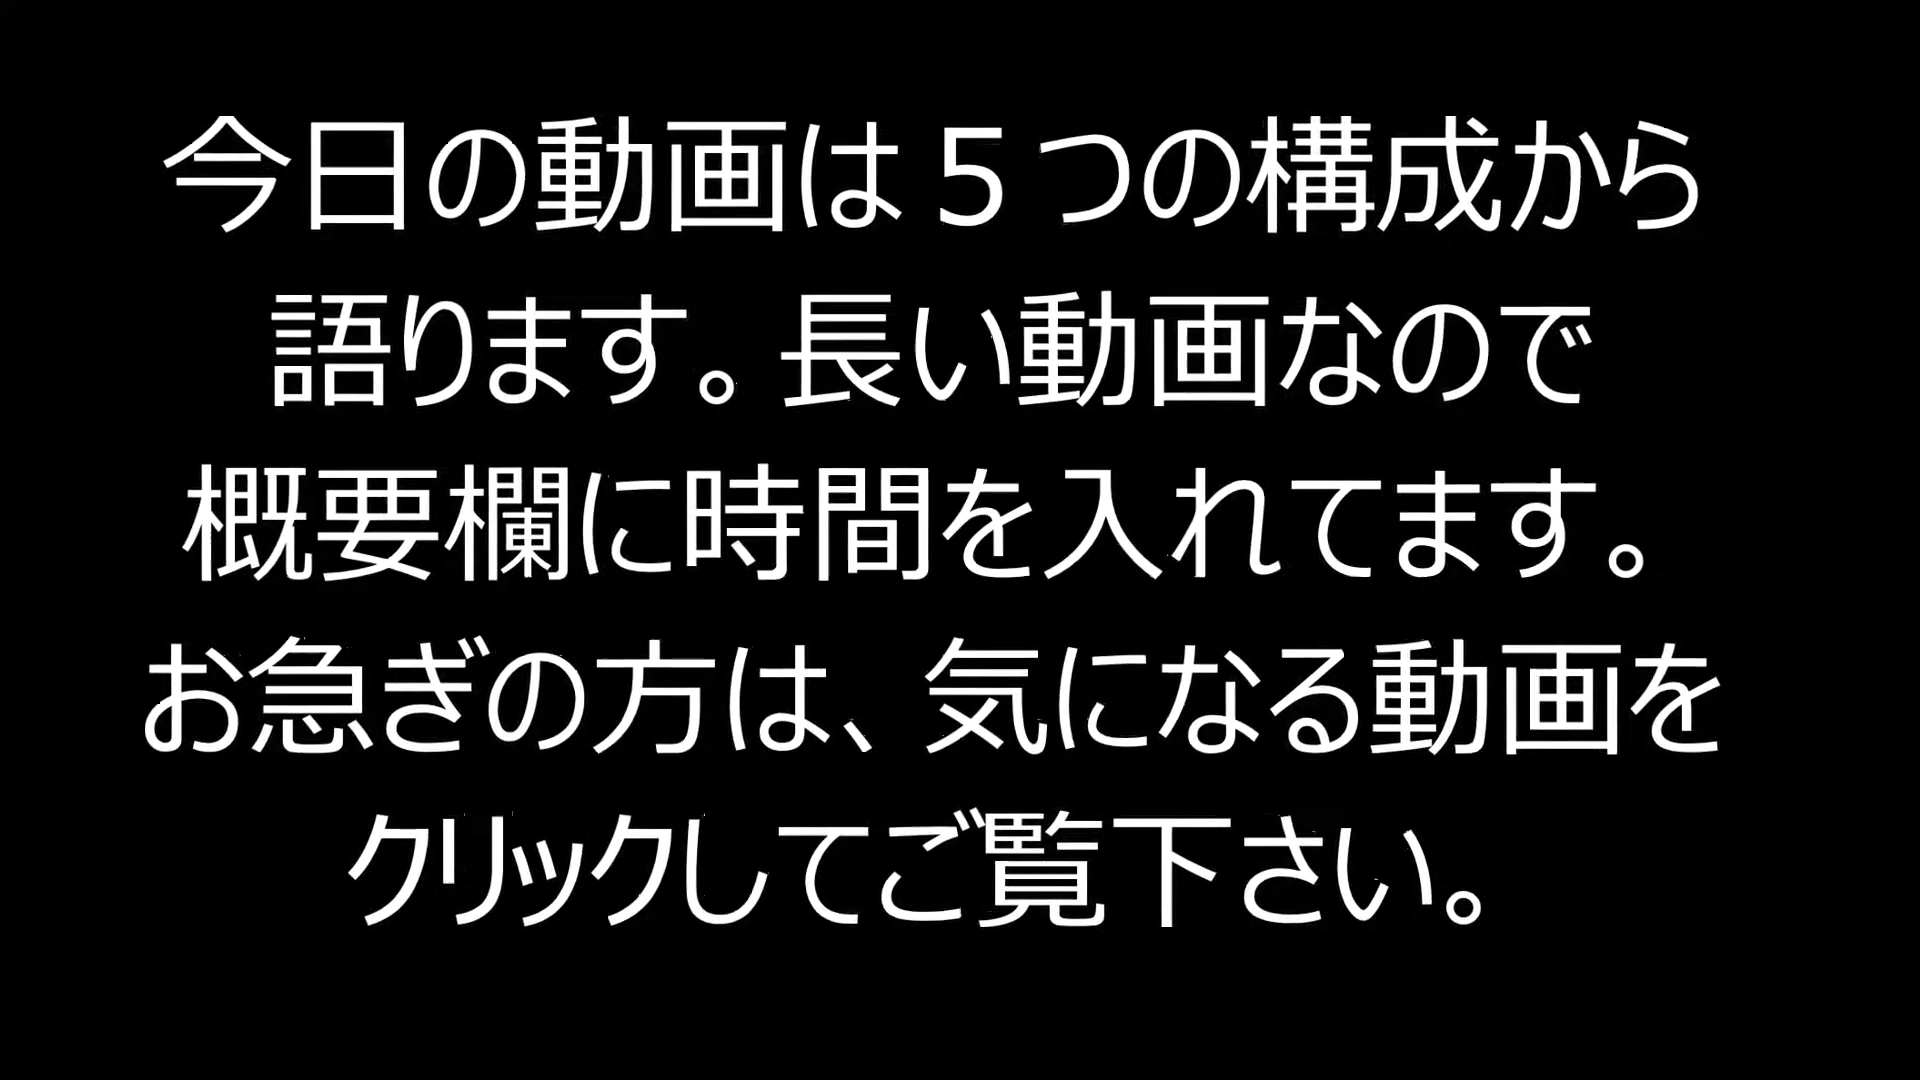 今日の動画は５つの構成から
語ります。長い動画なので
概要欄に時間を入れてます。
お急ぎの方は、気になる動画を
クリックしてご覧下さい。